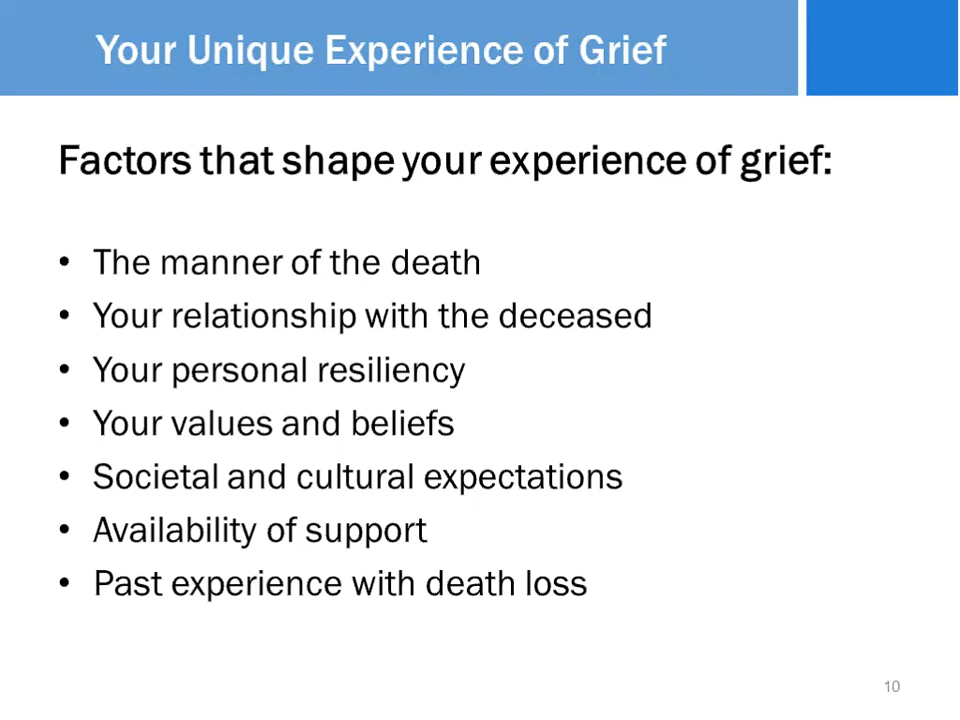 Your Unique Experience of Grief
Factors that shape your experience of grief:
• The manner of the death
• Your relationship with the deceased
• Your personal resiliency
• Your values and beliefs
• Societal and cultural expectations
• Availability of support
• Past experience with death loss
10